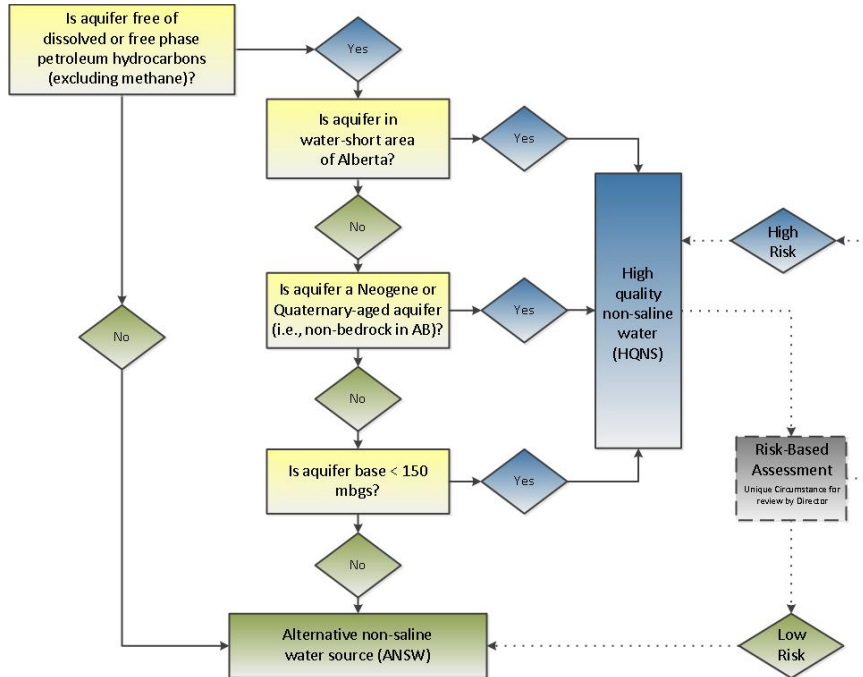 Is aquifer free of
dissolved or free phase
petroleum hydrocarbons
(excluding methane)?
Yes
Is aquifer in
water-short area
of Alberta?
Yes
No
High
Risk
Is aquifer a Neogene or
Quaternary-aged aquifer
(i.e., non-bedrock in AB)?
Yes
High
quality
non-saline
water
(HQNS)
No
No
Is aquifer base < 150
mbgs?
Yes
Risk-Based
Assessment
Unique Circumstance for
review by Director
No
Alternative non-saline
water source (ANSW)
Low
Risk